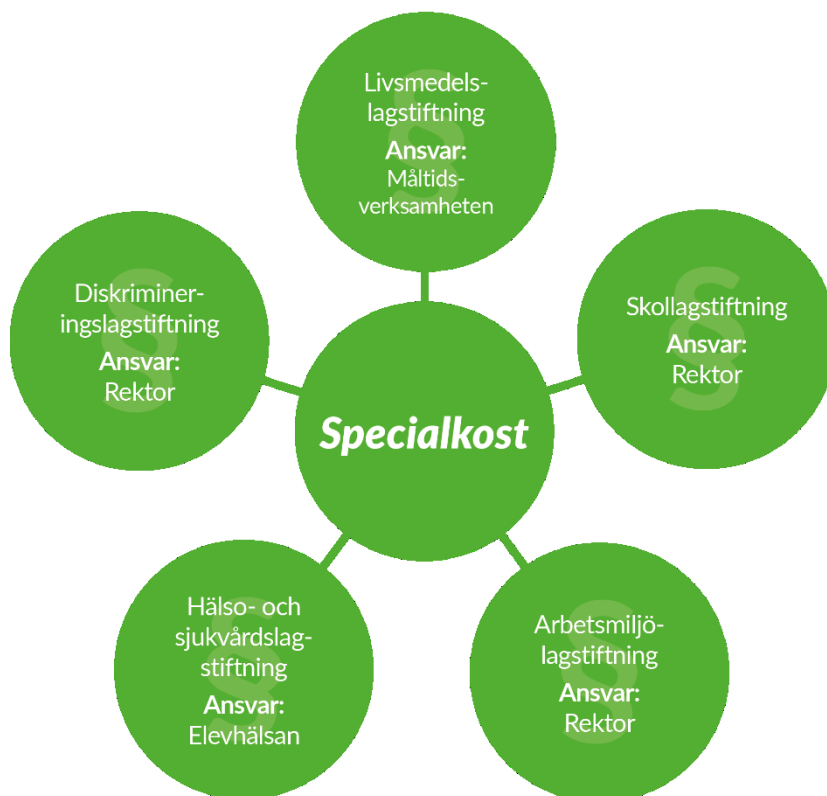 Livsmedels-
lagstiftning
Ansvar:
Måltids-
verksamheten
Diskriminer-
ingslagstiftning
Ansvar:
Rektor
Skollagstiftning
Ansvar:
Rektor
Specialkost
Hälso- och
sjukvårdslag-
stiftning
Ansvar:
Elevhälsan
Arbetsmiljö-
lagstiftning
Ansvar:
Rektor